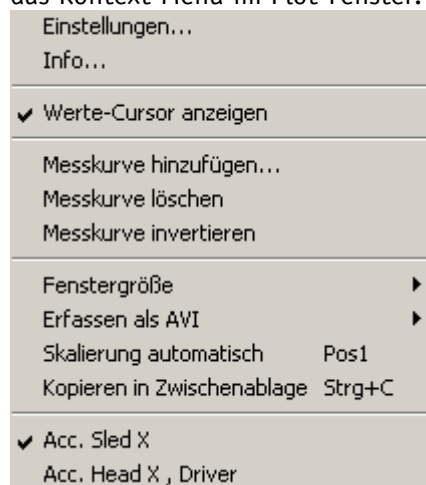 das Kontext Menü im Plot Fenster:
Einstellungen...
Info...
Werte-Cursor anzeigen
Messkurve hinzufügen...
Messkurve löschen
Messkurve invertieren
Fenstergröße
Erfassen als AVI
Skalierung automatisch Pos1
Kopieren in Zwischenablage Strg+C
Acc. Sled X
Acc. Head X , Driver